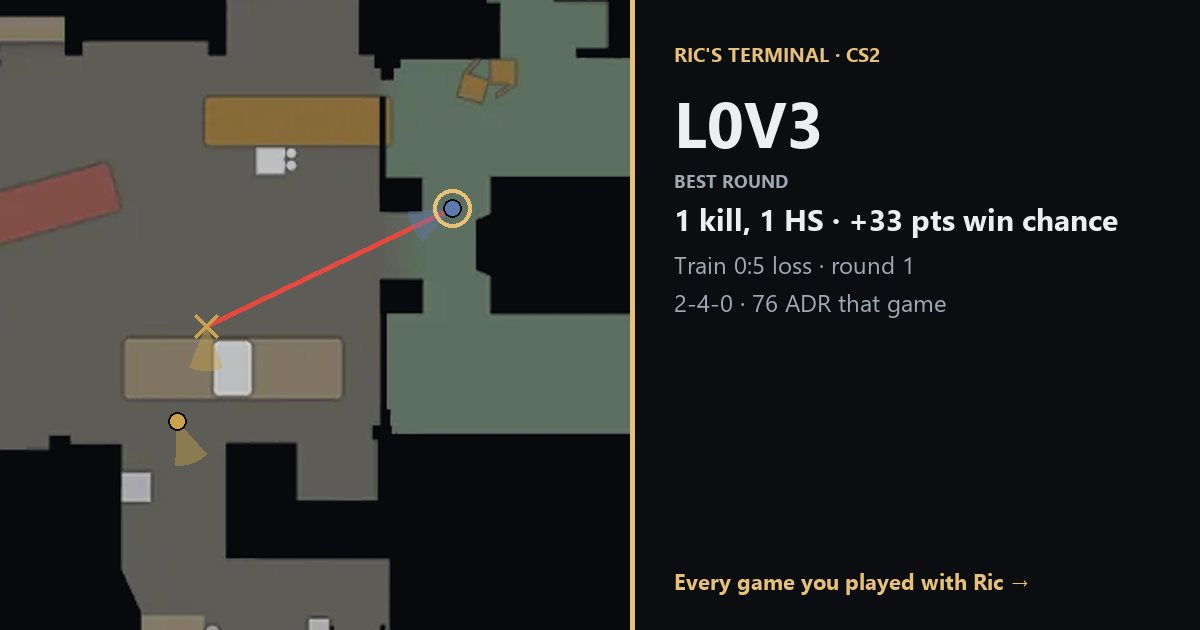 RIC'S TERMINAL · CS2
L0V3
BEST ROUND
1 kill, 1 HS · +33 pts win chance
Train 0:5 loss · round 1
2-4-0 · 76 ADR that game
Every game you played with Ric →